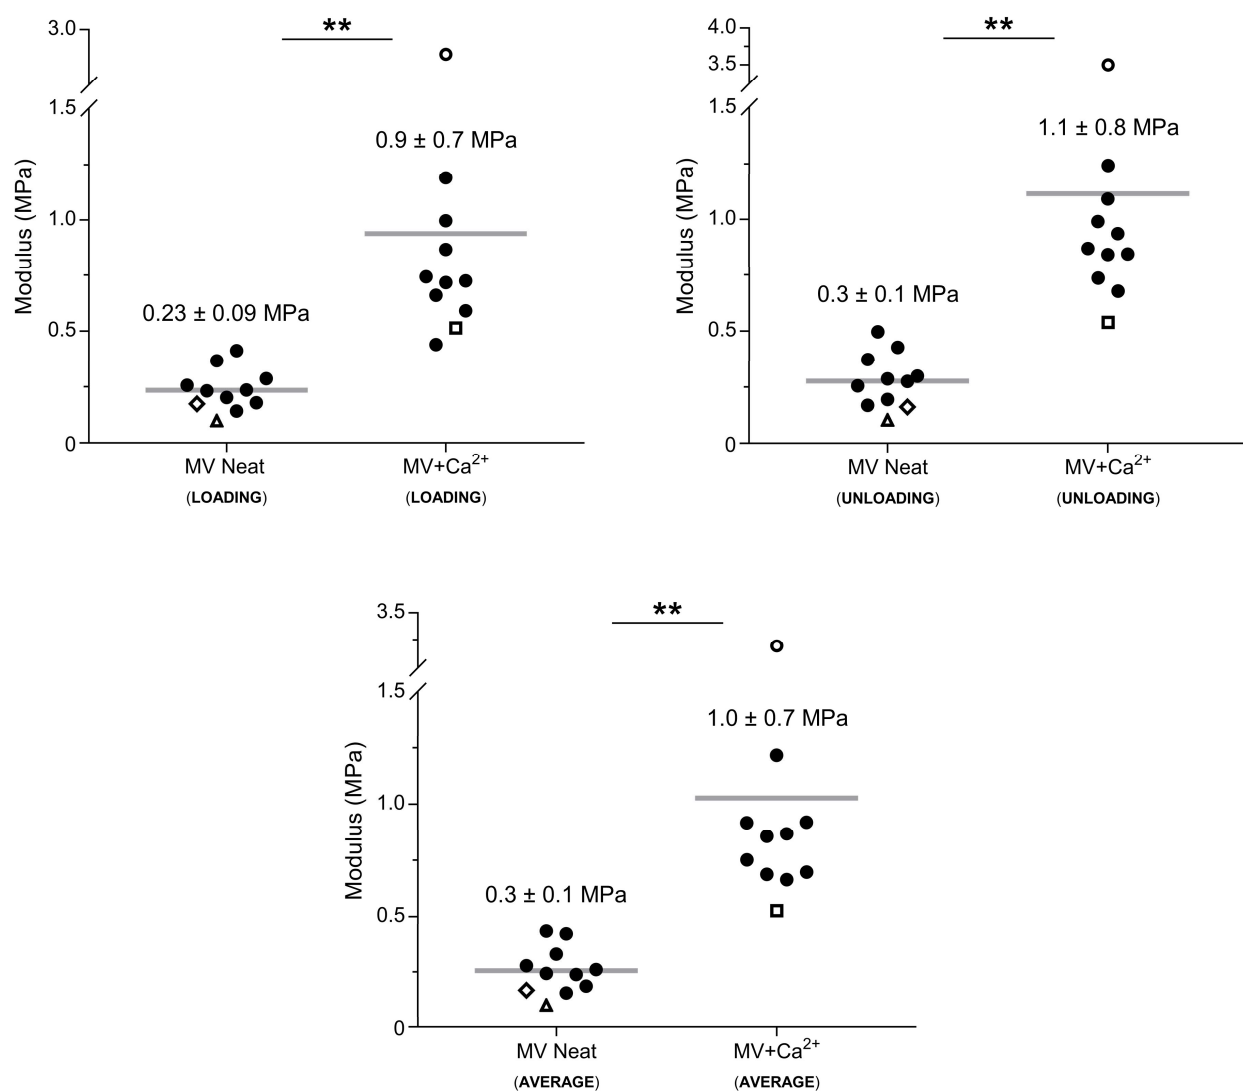 3.0
**
1.5
0.9 ± 0.7 MPa
Modulus (MPa)
1.0
0.23 ± 0.09 MPa
0.5
0
MV Neat
MV+Ca²⁺
(LOADING)
(LOADING)
4.0
**
3.5
1.5
1.1 ± 0.8 MPa
Modulus (MPa)
1.0
0.3 ± 0.1 MPa
0.5
0
MV Neat
MV+Ca²⁺
(UNLOADING)
(UNLOADING)
3.5
**
1.5
1.0 ± 0.7 MPa
Modulus (MPa)
1.0
0.3 ± 0.1 MPa
0.5
0
MV Neat
MV+Ca²⁺
(AVERAGE)
(AVERAGE)